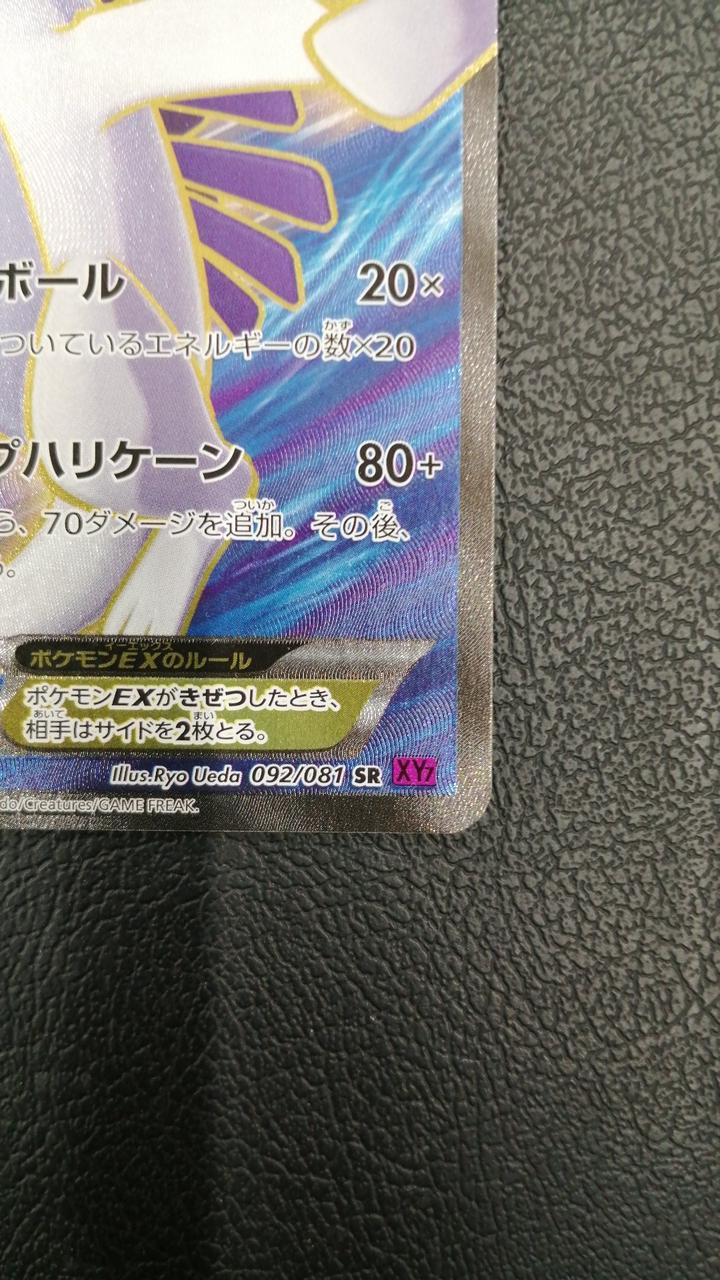 ボール 20×
ついているエネルギーの数×20
かず
プハリケーン 80+
ら、70ダメージを追加。その後、
ついか ご
る。
ポケモンEXのルール
イーエックス
ポケモンEXがきぜつしたとき、
相手はサイドを2枚とる。
あいて まい
Illus.Ryo Ueda 092/081 SR XY7
do/Creatures/GAME FREAK.